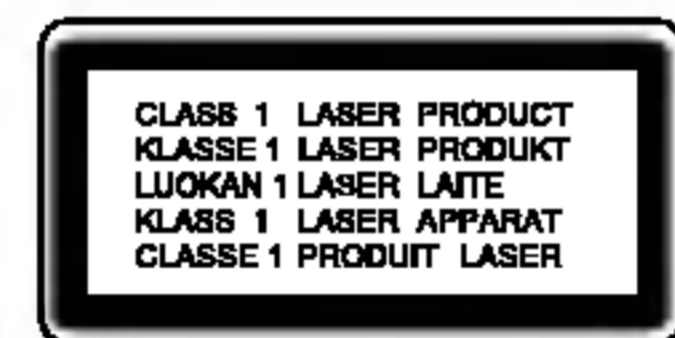 CLASS 1 LASER PRODUCT
KLASSE 1 LASER PRODUKT
LUOKAN 1 LASER LAITE
KLASS 1 LASER APPARAT
CLASSE 1 PRODUIT LASER